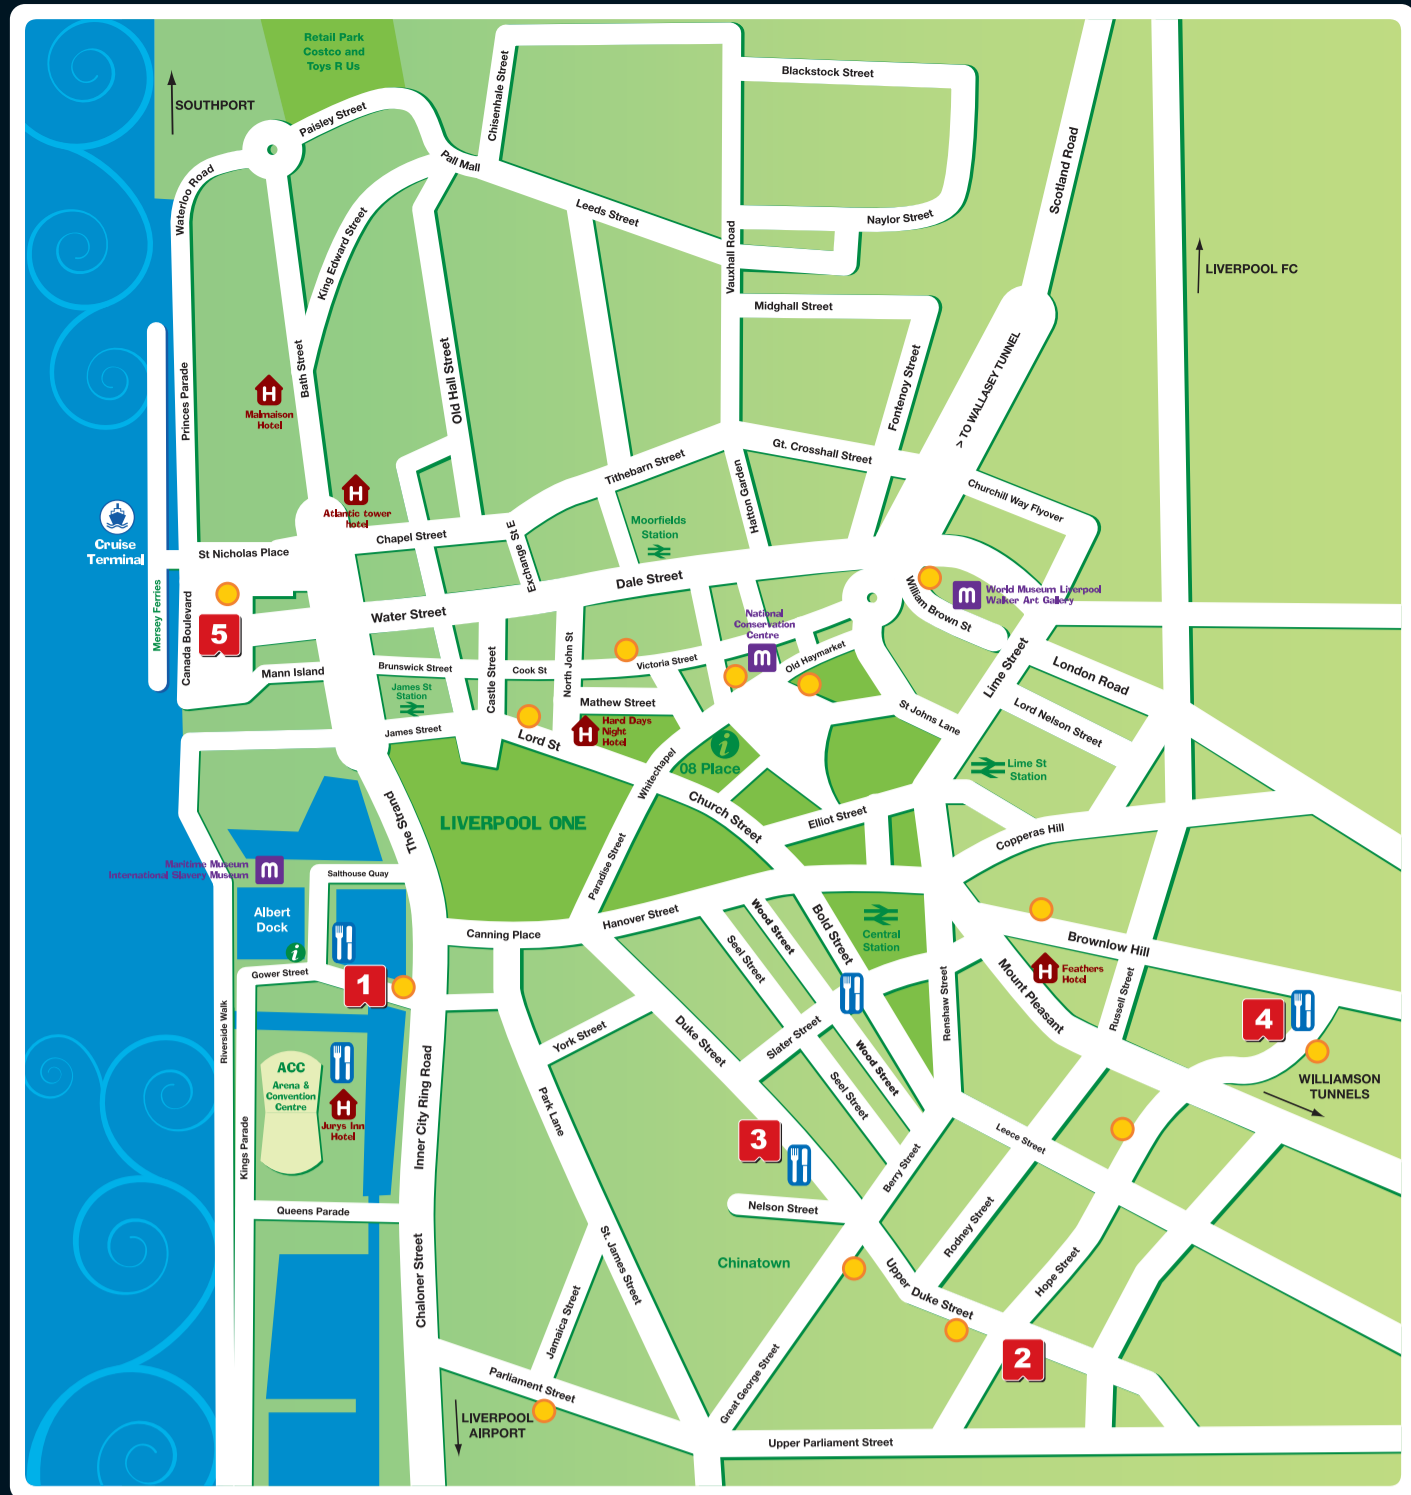 Retail Park
Costco and
Toys R Us
SOUTHPORT
Paisley Street
Chisenhale Street
Blackstock Street
Scotland Road
Waterloo Road
Pall Mall
Leeds Street
Naylor Street
King Edward Street
Vauxhall Road
LIVERPOOL FC
Midghall Street
Princes Parade
Bath Street
Old Hall Street
Fontenoy Street
> TO WALLASEY TUNNEL
H
Malmaison
Hotel
Gt. Crosshall Street
Tithebarn Street
Hatton Garden
Churchill Way Flyover
H
Atlantic tower
hotel
Cruise
Terminal
Moorfields
Station
Chapel Street
Exchange St E
St Nicholas Place
Dale Street
Mersey Ferries
Canada Boulevard
5
Water Street
William Brown St
m
World Museum Liverpool
Walker Art Gallery
National
Conservation
Centre
m
Old Haymarket
Lime Street
London Road
Mann Island
Brunswick Street
Castle Street
Cook St
North John St
Victoria Street
James St
Station
James Street
Mathew Street
Lord St
H
Hard Days
Night
Hotel
St Johns Lane
Lord Nelson Street
i
08 Place
Whitechapel
Lime St
Station
The Strand
LIVERPOOL ONE
Church Street
Elliot Street
Copperas Hill
Paradise Street
Maritime Museum
International Slavery Museum
m
Salthouse Quay
Albert
Dock
i
Hanover Street
Canning Place
Wood Street
Seel Street
Bold Street
Central
Station
Brownlow Hill
Gower Street
1
Mount Pleasant
H
Feathers
Hotel
Russell Street
Renshaw Street
4
Riverside Walk
York Street
Duke Street
Slater Street
Wood Street
Seel Street
ACC
Arena &
Convention
Centre
H
Jurys Inn
Hotel
Inner City Ring Road
Park Lane
WILLIAMSON
TUNNELS
Kings Parade
3
Berry Street
Leece Street
Queens Parade
Nelson Street
Rodney Street
Chinatown
St. James Street
Chaloner Street
Upper Duke Street
Hope Street
Jamaica Street
2
Parliament Street
Great George Street
LIVERPOOL
AIRPORT
Upper Parliament Street